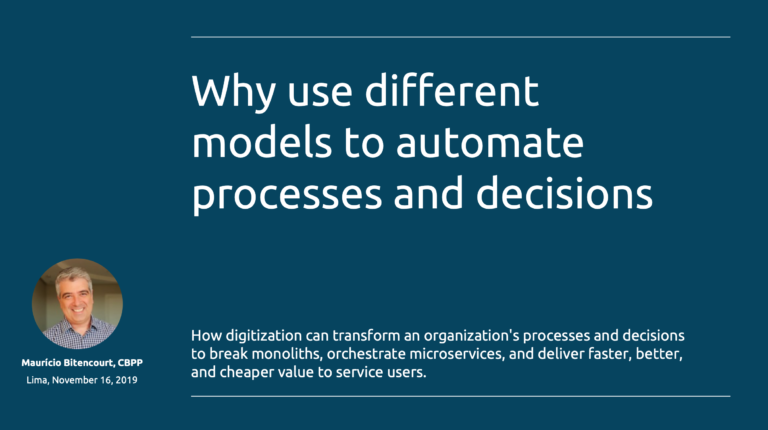 Why use different
models to automate
processes and decisions
How digitization can transform an organization's processes and decisions
to break monoliths, orchestrate microservices, and deliver faster, better,
and cheaper value to service users.
Maurício Bitencourt, CBPP
Lima, November 16, 2019